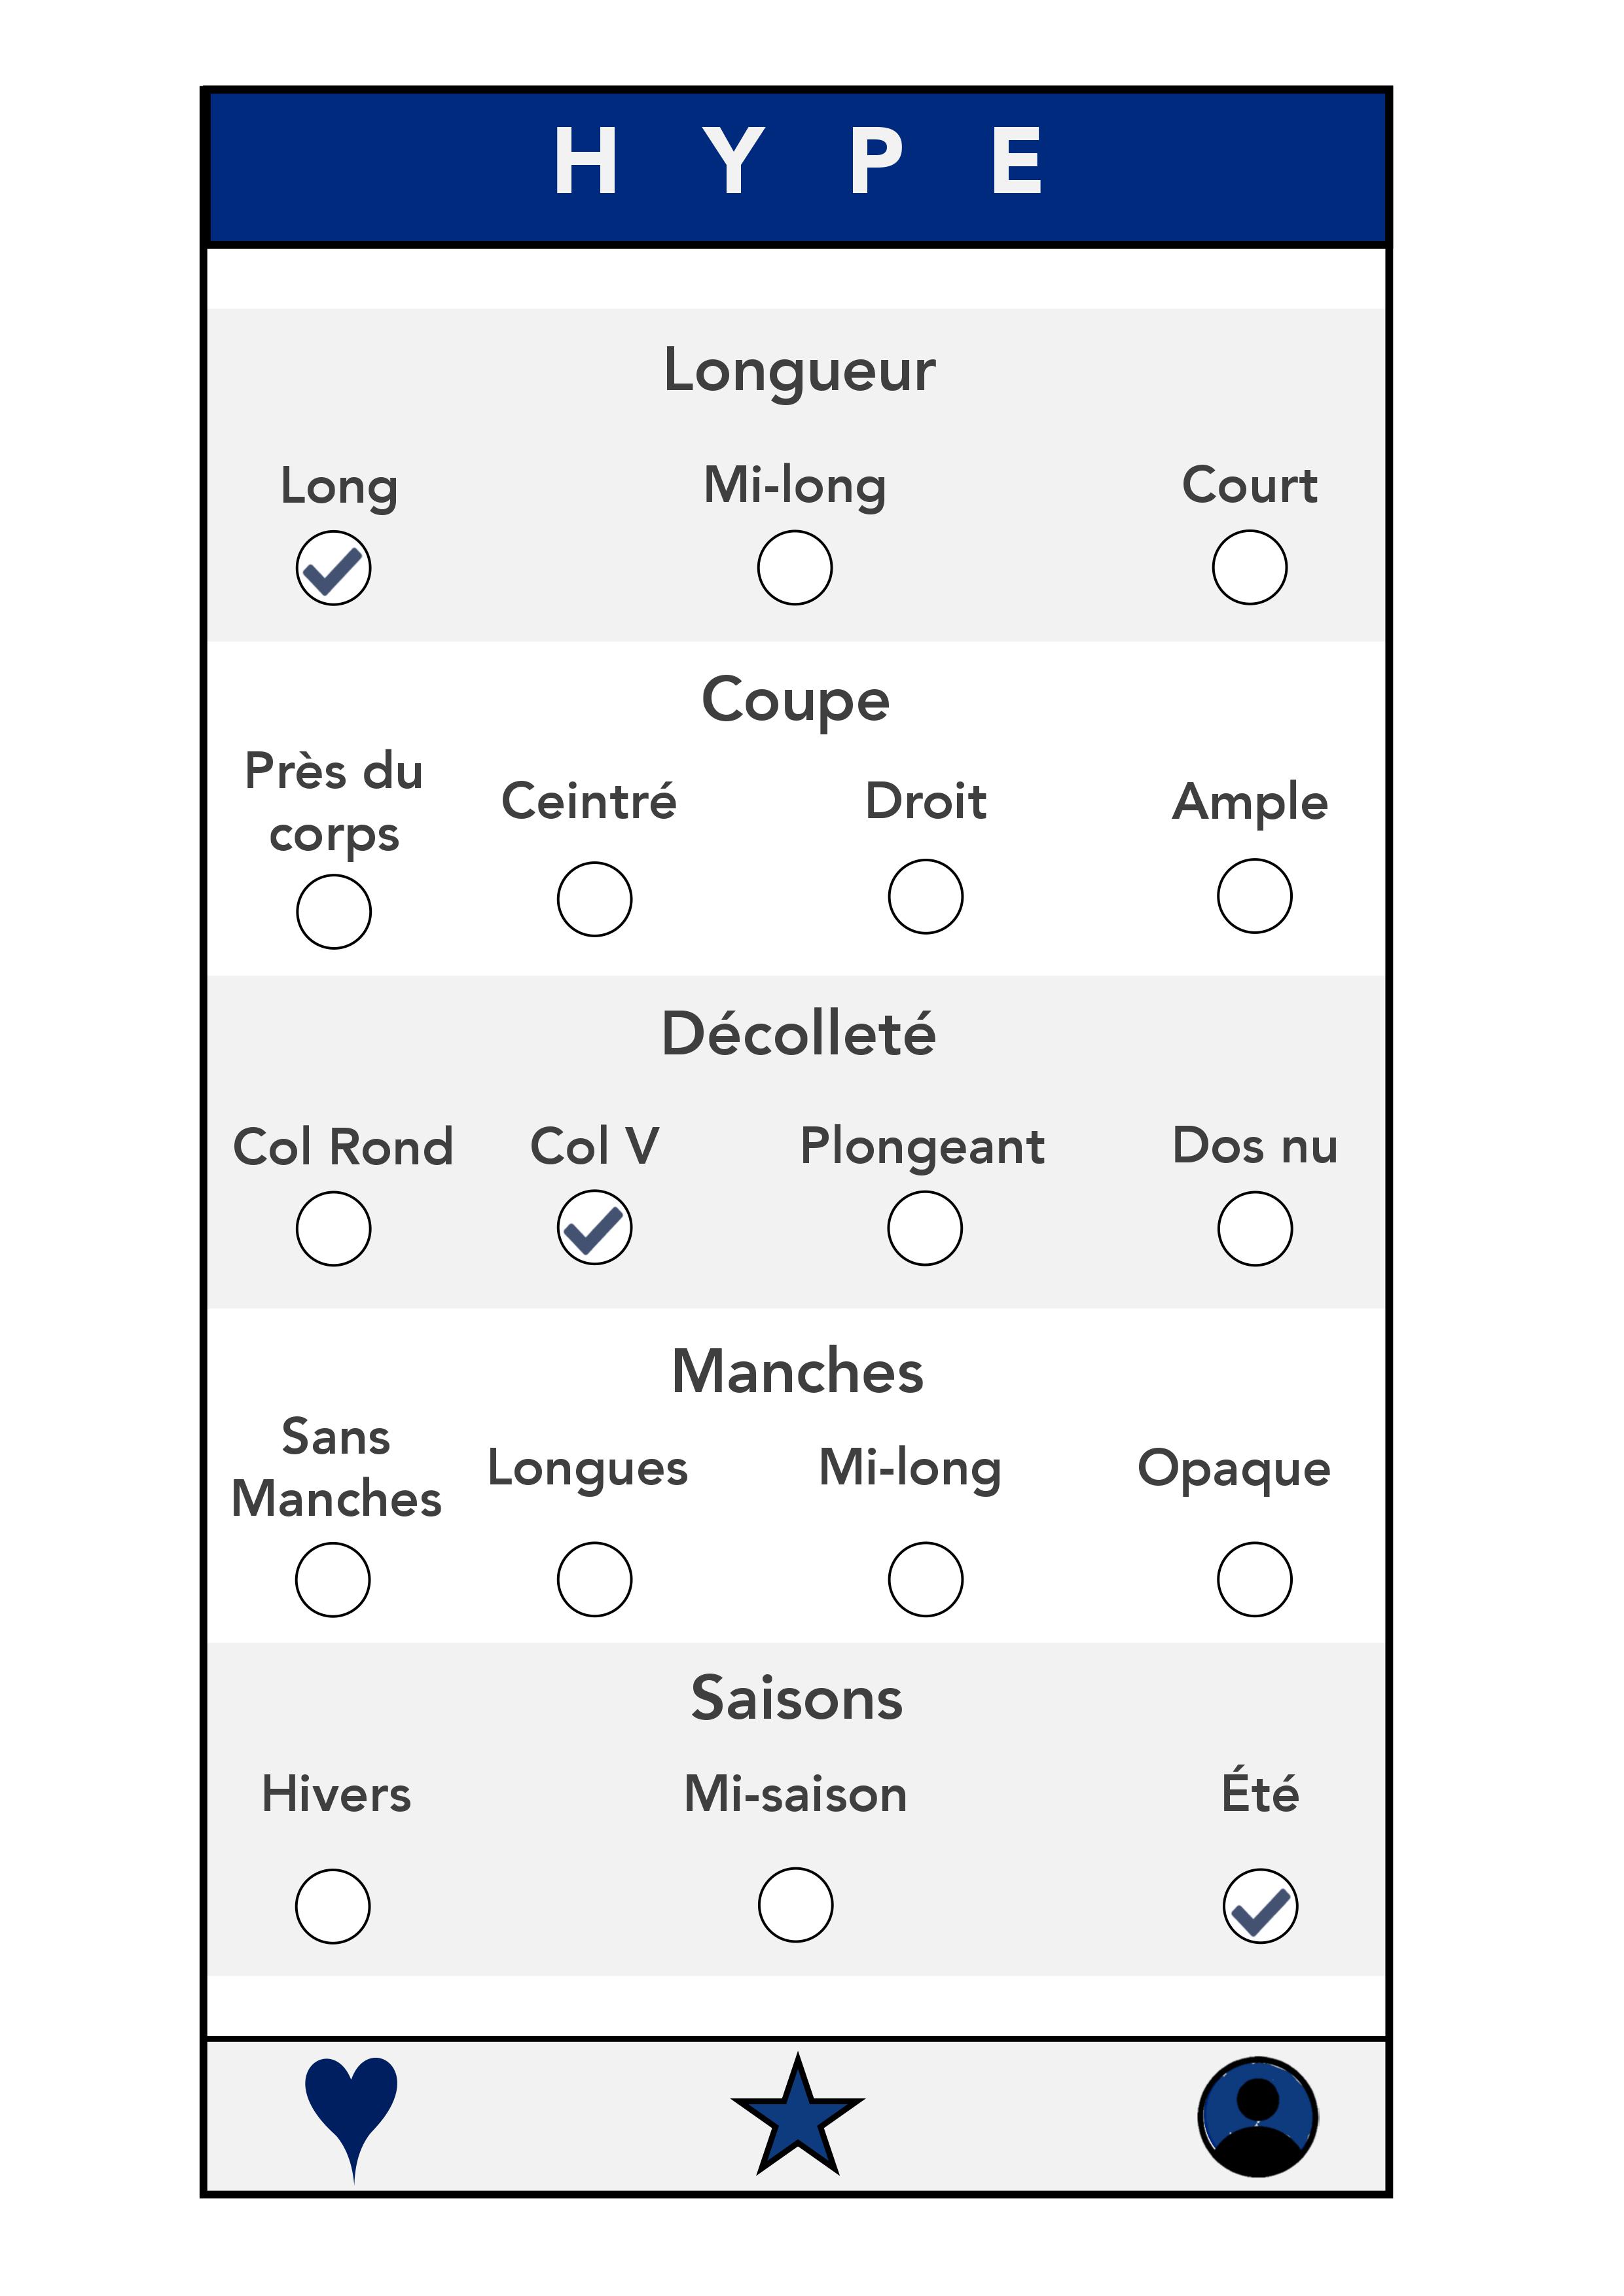 H Y P E
Longueur
Long Mi-long Court
Coupe
Près du
corps
Ceintré Droit Ample
Décolleté
Col Rond Col V Plongeant Dos nu
Manches
Sans
Manches
Longues Mi-long Opaque
Saisons
Hivers Mi-saison Été